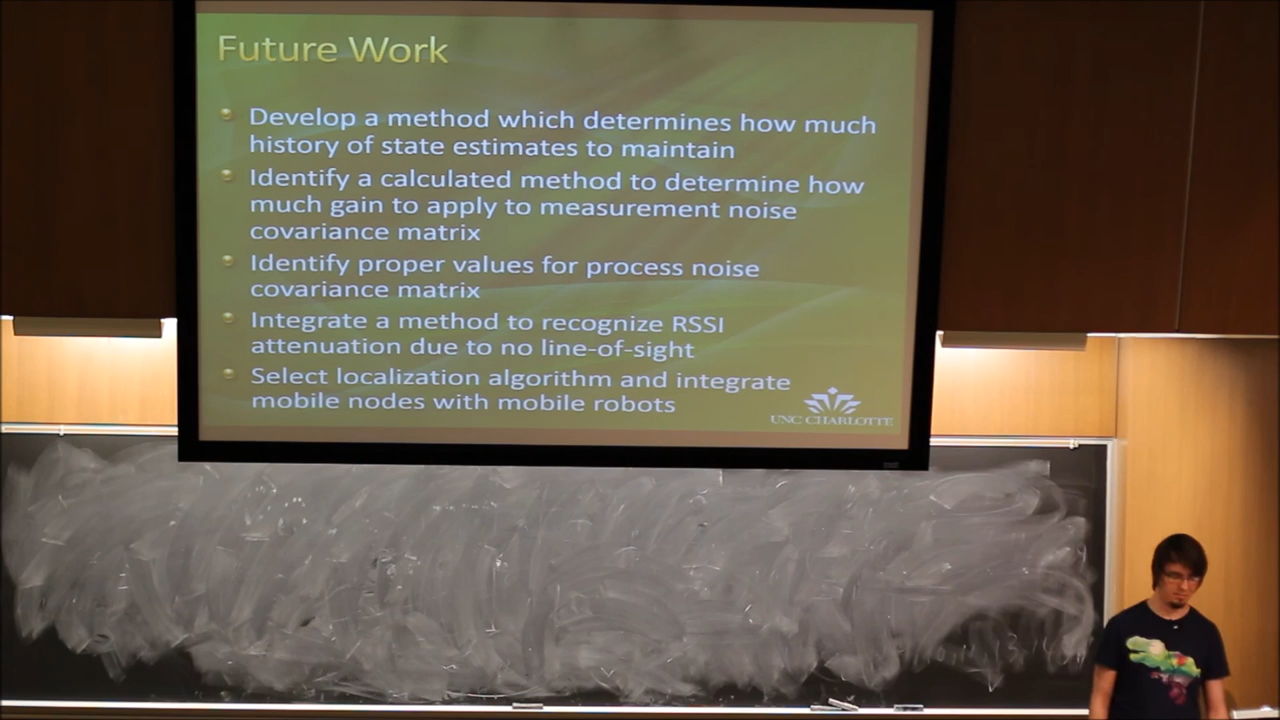 Future Work
Develop a method which determines how much
history of state estimates to maintain
Identify a calculated method to determine how
much gain to apply to measurement noise
covariance matrix
Identify proper values for process noise
covariance matrix
Integrate a method to recognize RSSI
attenuation due to no line-of-sight
Select localization algorithm and integrate
mobile nodes with mobile robots
UNC CHARLOTTE